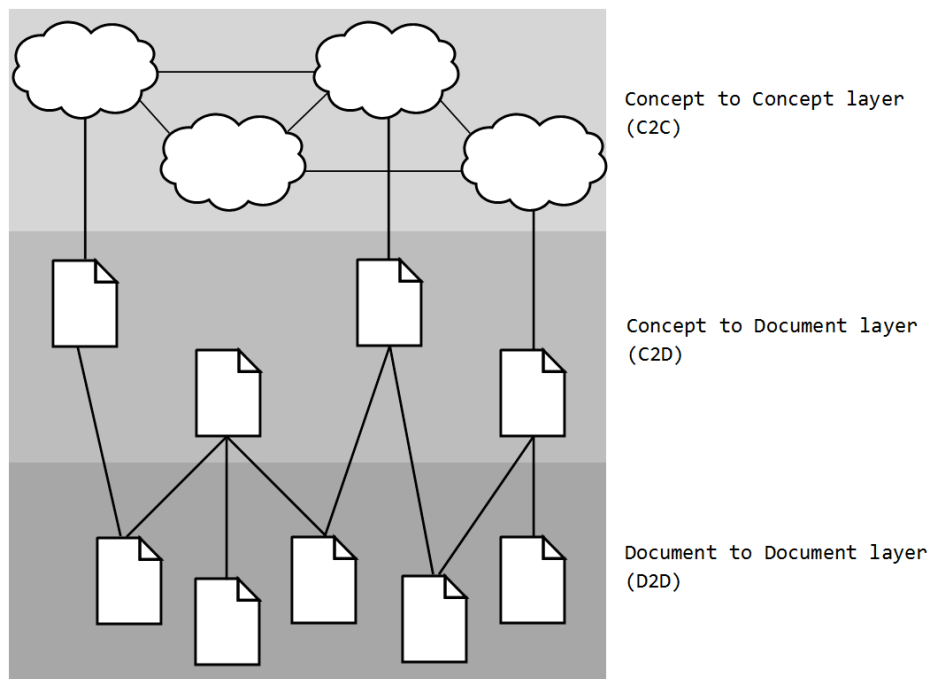 Concept to Concept layer
(C2C)
Concept to Document layer
(C2D)
Document to Document layer
(D2D)